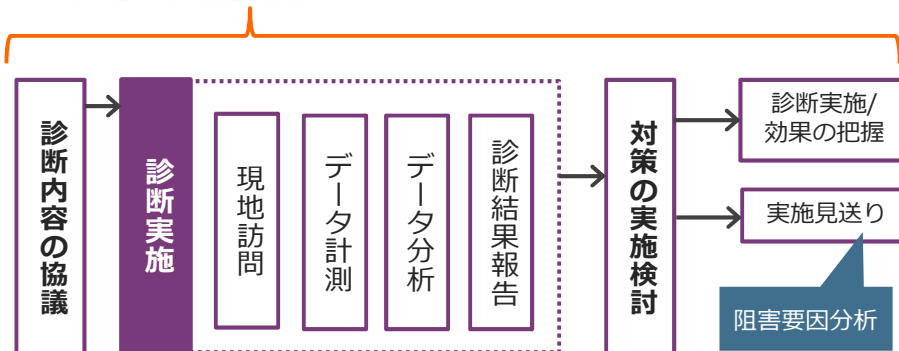 診断内容の協議
診断実施
現地訪問
データ計測
データ分析
診断結果報告
対策の実施検討
診断実施/
効果の把握
実施見送り
阻害要因分析